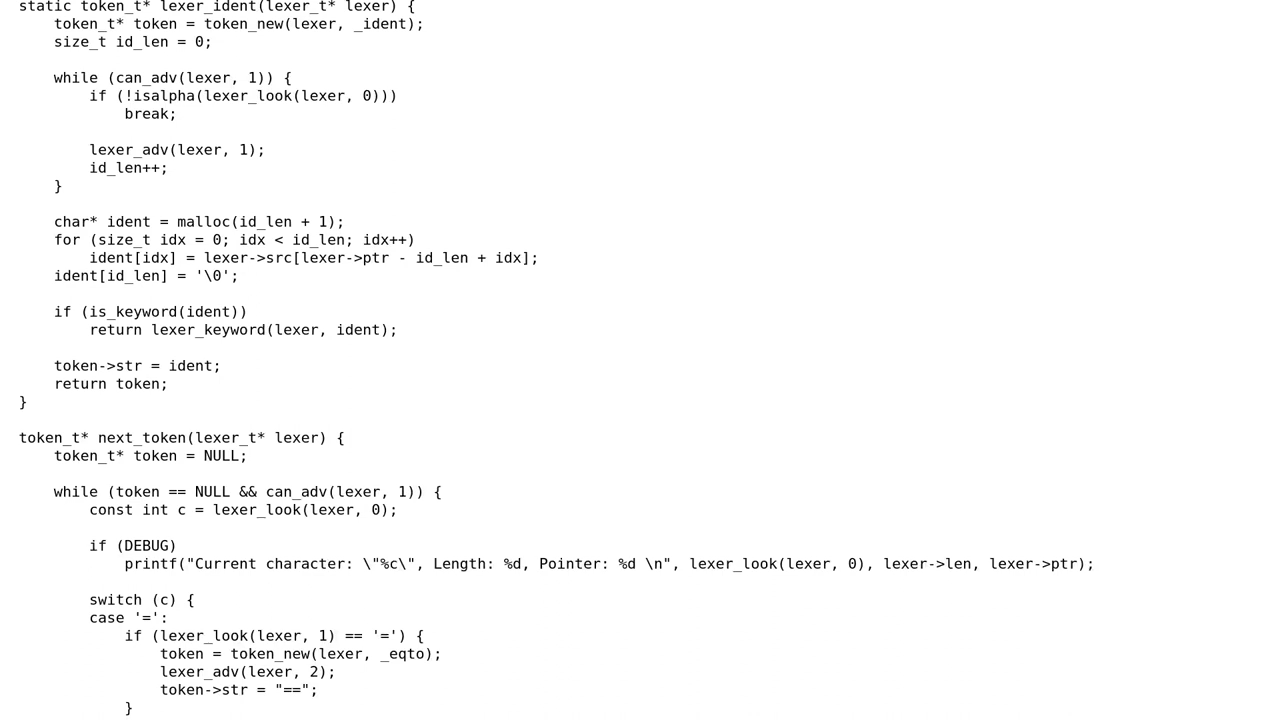 static token_t* lexer_ident(lexer_t* lexer) {
    token_t* token = token_new(lexer, _ident);
    size_t id_len = 0;

    while (can_adv(lexer, 1)) {
        if (!isalpha(lexer_look(lexer, 0)))
            break;

        lexer_adv(lexer, 1);
        id_len++;
    }

    char* ident = malloc(id_len + 1);
    for (size_t idx = 0; idx < id_len; idx++)
        ident[idx] = lexer->src[lexer->ptr - id_len + idx];
    ident[id_len] = '\0';

    if (is_keyword(ident))
        return lexer_keyword(lexer, ident);

    token->str = ident;
    return token;
}

token_t* next_token(lexer_t* lexer) {
    token_t* token = NULL;

    while (token == NULL && can_adv(lexer, 1)) {
        const int c = lexer_look(lexer, 0);

        if (DEBUG)
            printf("Current character: \"%c\", Length: %d, Pointer: %d \n", lexer_look(lexer, 0), lexer->len, lexer->ptr);

        switch (c) {
        case '=':
            if (lexer_look(lexer, 1) == '=') {
                token = token_new(lexer, _eqto);
                lexer_adv(lexer, 2);
                token->str = "==";
            }